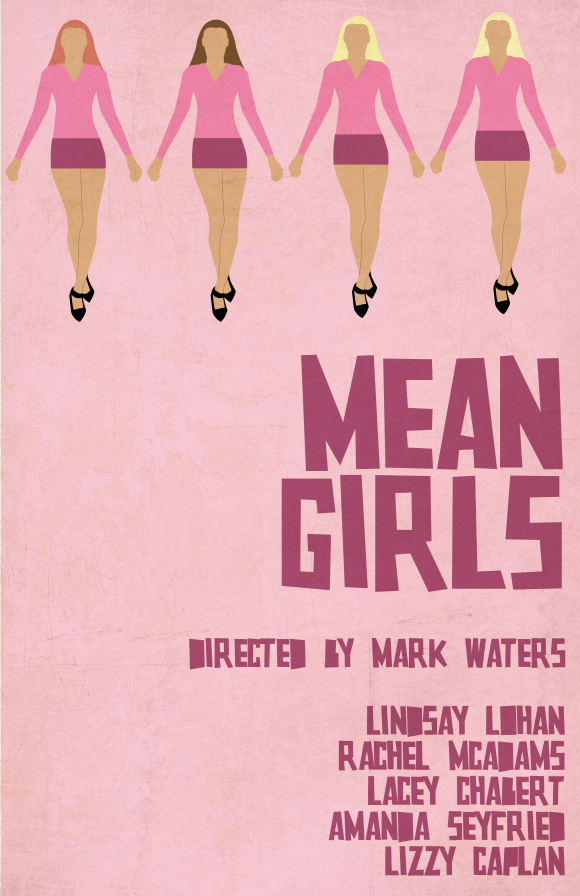 MEAN
GIRLS
DIRECTED BY MARK WATERS
LINDSAY LOHAN
RACHEL MCADAMS
LACEY CHABERT
AMANDA SEYFRIED
LIZZY CAPLAN